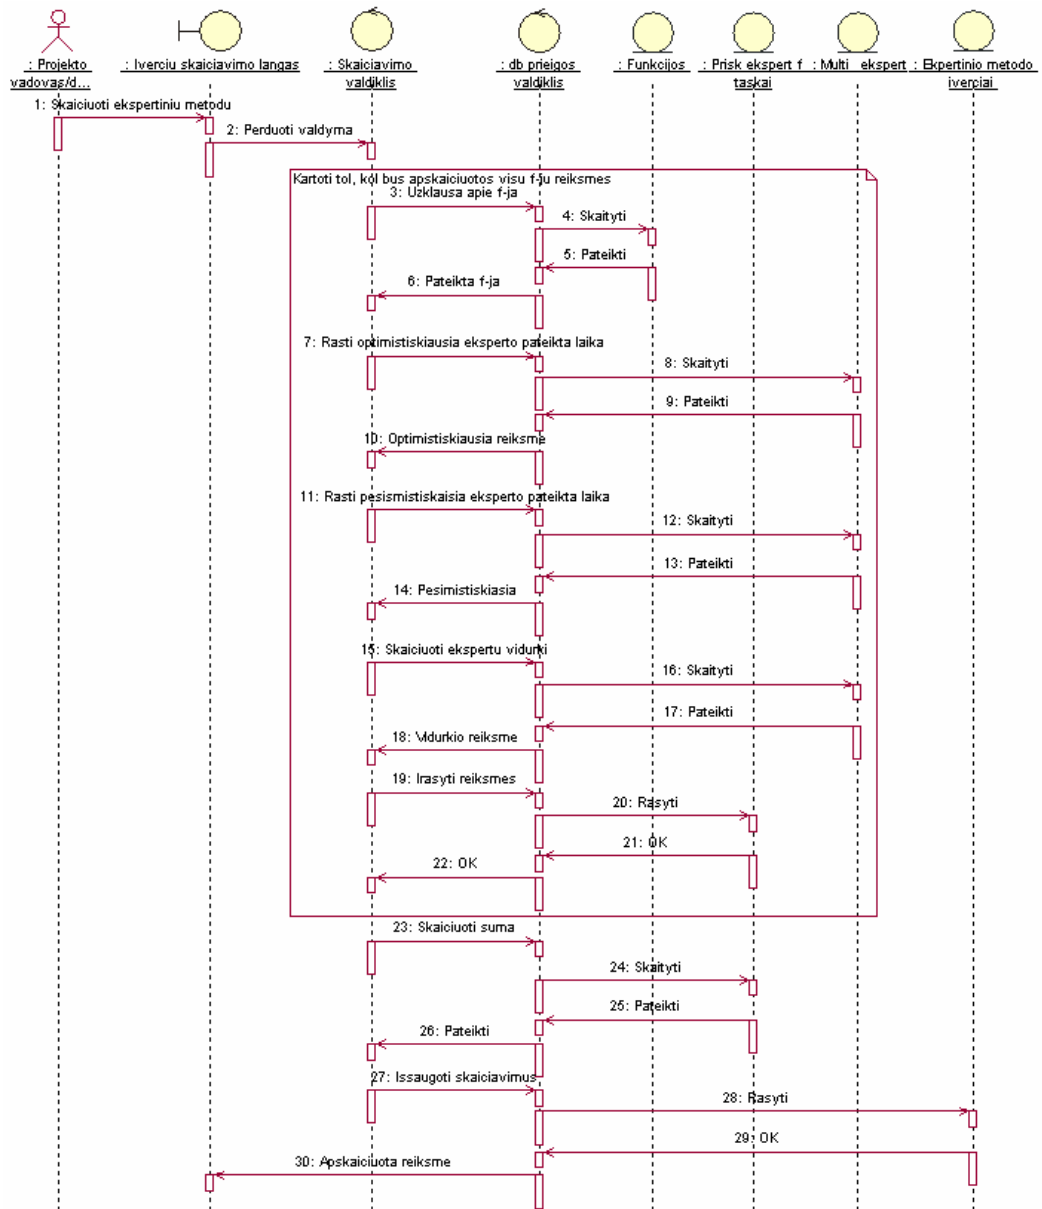 : Projekto
vadovas/d...
: Iverciu skaiciavimo langas
: Skaiciavimo
valdiklis
: db prieigos
valdiklis
: Funkcijos
: Prisk ekspert f
taskai
: Multi ekspert
: Ekpertinio metodo
iverciai
1: Skaiciuoti ekspertiniu metodu
2: Perduoti valdyma
Kartoti tol, kol bus apskaiciuotos visu f-ju reiksmes
3: Uzklausa apie f-ja
4: Skaityti
5: Pateikti
6: Pateikta f-ja
7: Rasti optimistiskiausia eksperto pateikta laika
8: Skaityti
9: Pateikti
10: Optimistiskiausia reiksme
11: Rasti pesismistiskaisia eksperto pateikta laika
12: Skaityti
13: Pateikti
14: Pesimistiskiasia
15: Skaiciuoti ekspertu vidurki
16: Skaityti
17: Pateikti
18: Vidurkio reiksme
19: Irasyti reiksmes
20: Rasyti
21: OK
22: OK
23: Skaiciuoti suma
24: Skaityti
25: Pateikti
26: Pateikti
27: Issaugoti skaiciavimus
28: Rasyti
29: OK
30: Apskaiciuota reiksme